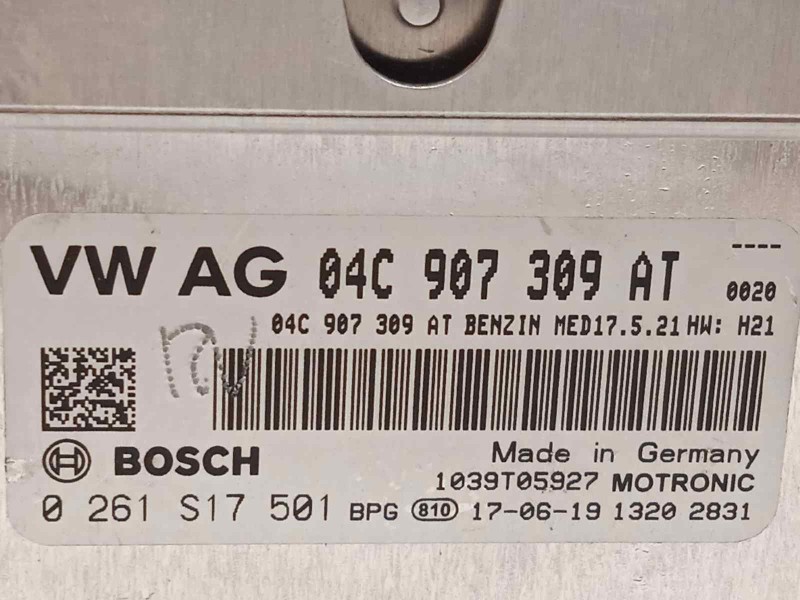 VW AG 04C 907 309 AT
----
0020
04C 907 309 AT BENZIN MED17.5.21 HW: H21
BOSCH
Made in Germany
1039T05927 MOTRONIC
0 261 S17 501 BPG 810 17-06-19 1320 2831